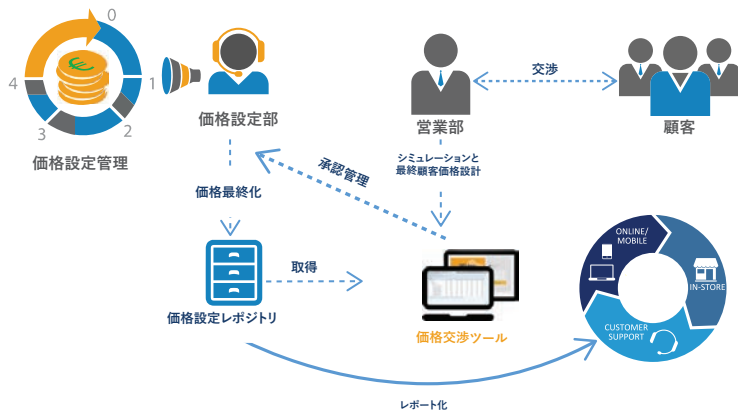 0
1
2
3
4
価格設定管理
価格設定部
営業部
交渉
顧客
価格最終化
承認管理
シミュレーションと
最終顧客価格設計
取得
価格設定レポジトリ
価格交渉ツール
ONLINE/
MOBILE
IN-STORE
CUSTOMER
SUPPORT
レポート化